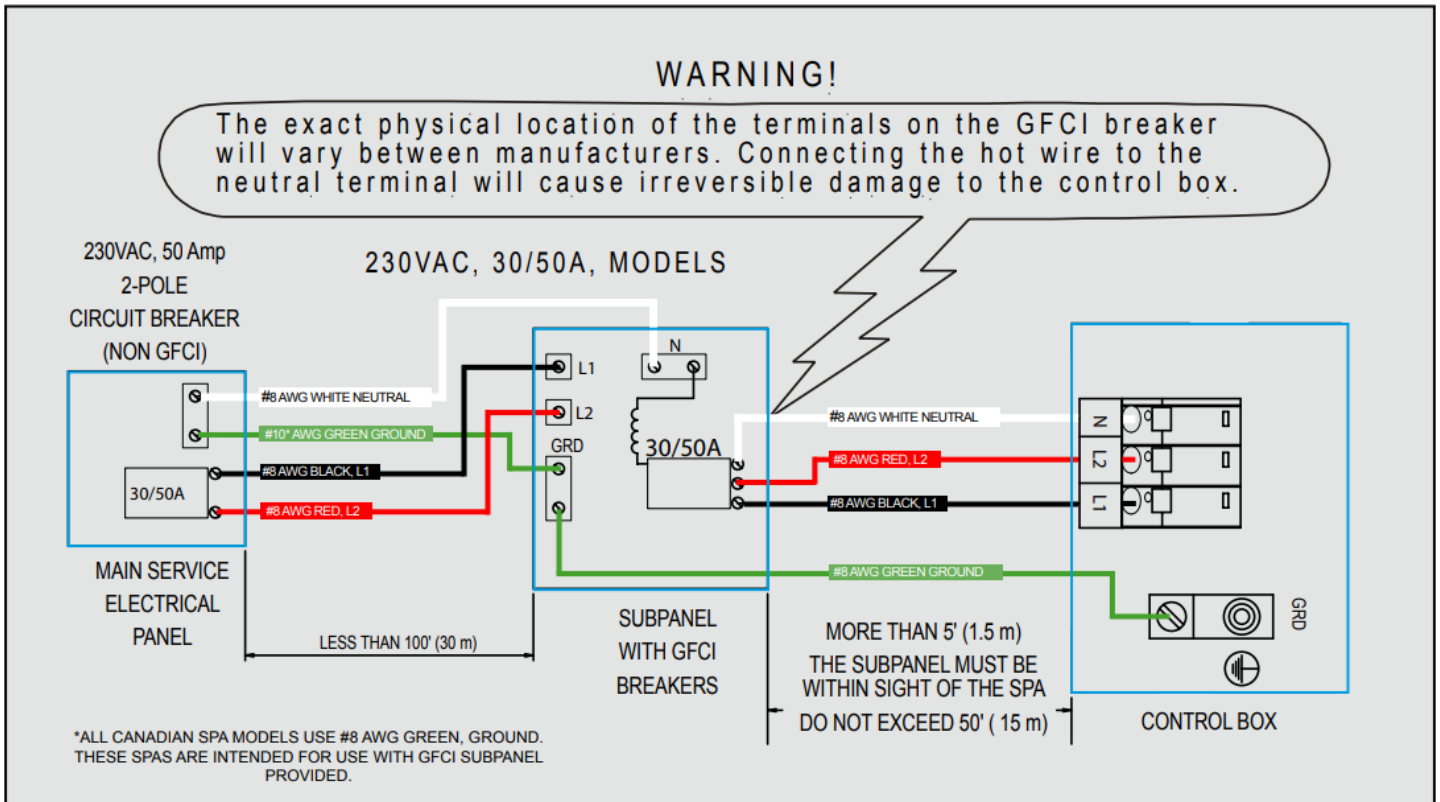 WARNING!
The exact physical location of the terminals on the GFCI breaker
will vary between manufacturers. Connecting the hot wire to the
neutral terminal will cause irreversible damage to the control box.
230VAC, 50 Amp
2-POLE
CIRCUIT BREAKER
(NON GFCI)
230VAC, 30/50A, MODELS
#8 AWG WHITE NEUTRAL
#10* AWG GREEN GROUND
#8 AWG BLACK, L1
#8 AWG RED, L2
30/50A
MAIN SERVICE
ELECTRICAL
PANEL
LESS THAN 100' (30 m)
L1
L2
GRD
N
30/50A
SUBPANEL
WITH GFCI
BREAKERS
#8 AWG WHITE NEUTRAL
#8 AWG RED, L2
#8 AWG BLACK, L1
#8 AWG GREEN GROUND
MORE THAN 5' (1.5 m)
THE SUBPANEL MUST BE
WITHIN SIGHT OF THE SPA
DO NOT EXCEED 50' ( 15 m)
N
L2
L1
GRD
CONTROL BOX
*ALL CANADIAN SPA MODELS USE #8 AWG GREEN, GROUND.
THESE SPAS ARE INTENDED FOR USE WITH GFCI SUBPANEL
PROVIDED.